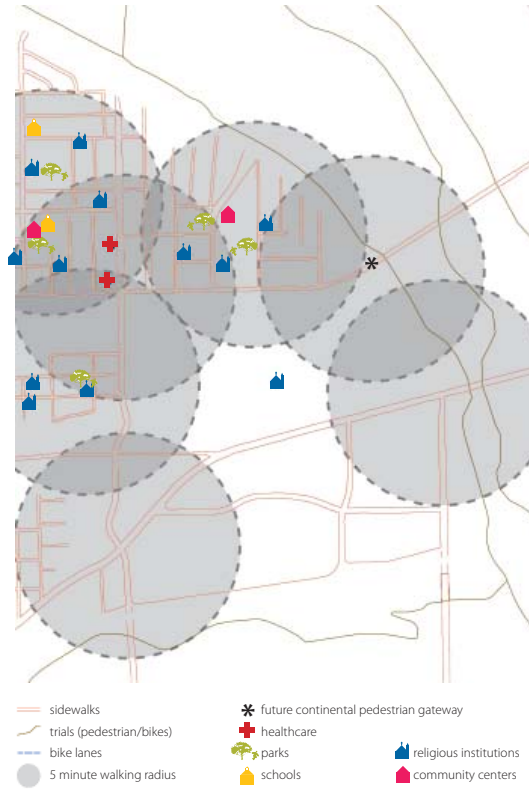 sidewalks
trials (pedestrian/bikes)
bike lanes
5 minute walking radius
future continental pedestrian gateway
healthcare
parks
schools
religious institutions
community centers